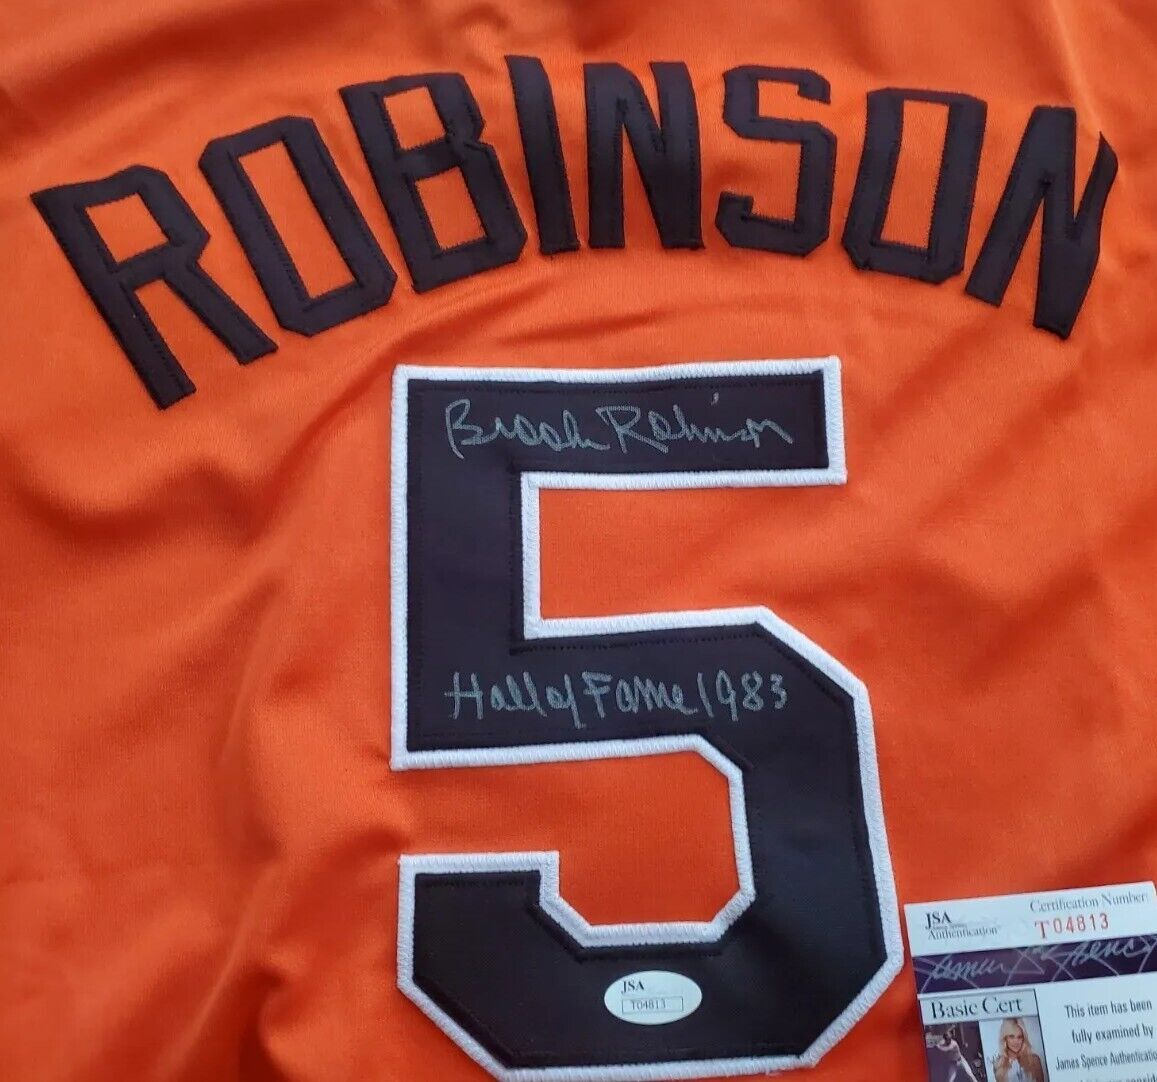 ROBINSON
5
Brooks Robinson
Hall of Fame 1983
JSA
T04813
JSA
Authentication
Certification Number:
T04813
Basic Cert
This item has been
fully examined by
James Spence Authenticatio